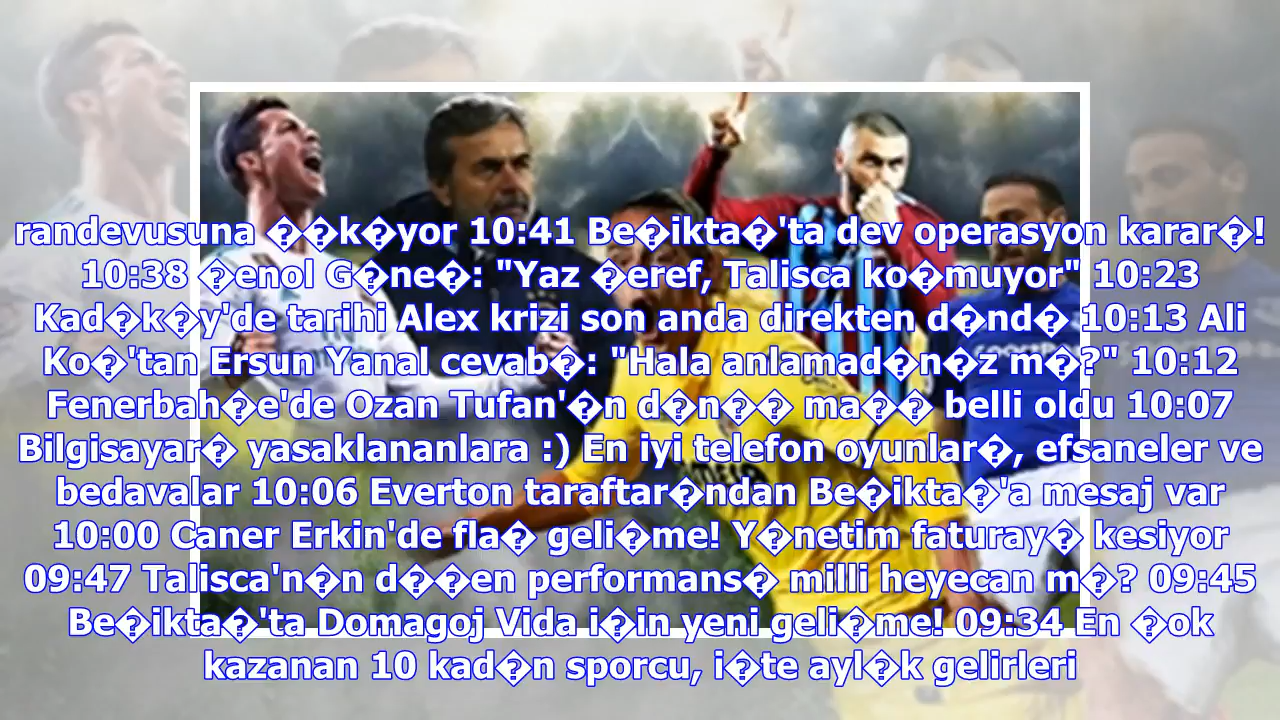 randevusuna ��k�yor 10:41 Be�ikta�'ta dev operasyon karar�!
10:38 �enol G�ne�: "Yaz �eref, Talisca ko�muyor" 10:23
Kad�k�y'de tarihi Alex krizi son anda direkten d�nd� 10:13 Ali
Ko�'tan Ersun Yanal cevab�: "Hala anlamad�n�z m�?" 10:12
Fenerbah�e'de Ozan Tufan'�n d�n�� ma�� belli oldu 10:07
Bilgisayar� yasaklananlara :) En iyi telefon oyunlar�, efsaneler ve
bedavalar 10:06 Everton taraftar�ndan Be�ikta�'a mesaj var
10:00 Caner Erkin'de fla� geli�me! Y�netim faturay� kesiyor
09:47 Talisca'n�n d��en performans� milli heyecan m�? 09:45
Be�ikta�'ta Domagoj Vida i�in yeni geli�me! 09:34 En �ok
kazanan 10 kad�n sporcu, i�te ayl�k gelirleri